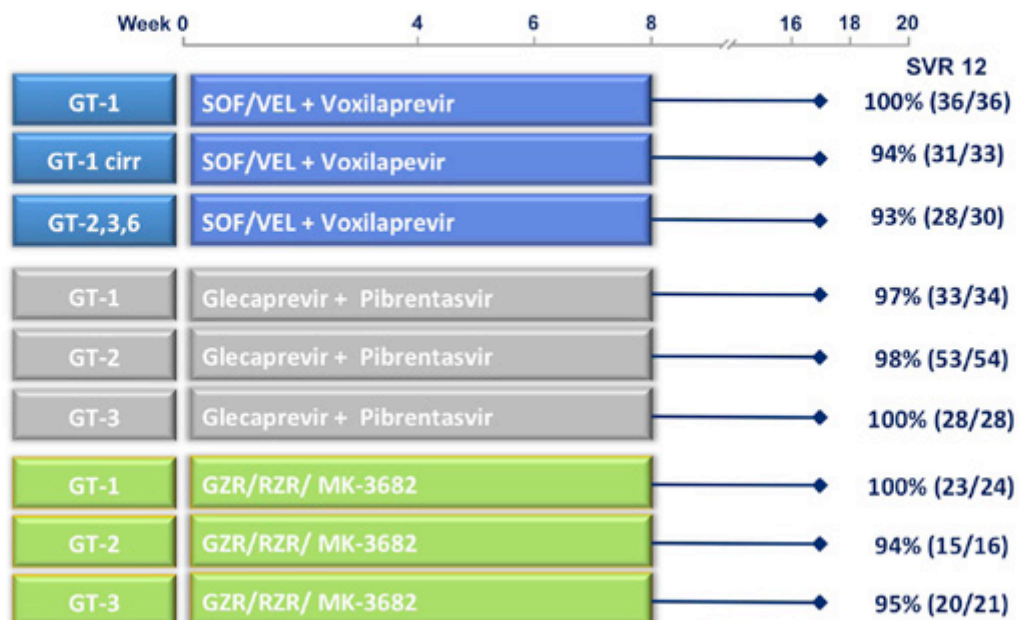 Week 0 4 6 8 16 18 20
SVR 12
GT-1 SOF/VEL + Voxilaprevir 100% (36/36)
GT-1 cirr SOF/VEL + Voxilapevir 94% (31/33)
GT-2,3,6 SOF/VEL + Voxilaprevir 93% (28/30)
GT-1 Glecaprevir + Pibrentasvir 97% (33/34)
GT-2 Glecaprevir + Pibrentasvir 98% (53/54)
GT-3 Glecaprevir + Pibrentasvir 100% (28/28)
GT-1 GZR/RZR/ MK-3682 100% (23/24)
GT-2 GZR/RZR/ MK-3682 94% (15/16)
GT-3 GZR/RZR/ MK-3682 95% (20/21)